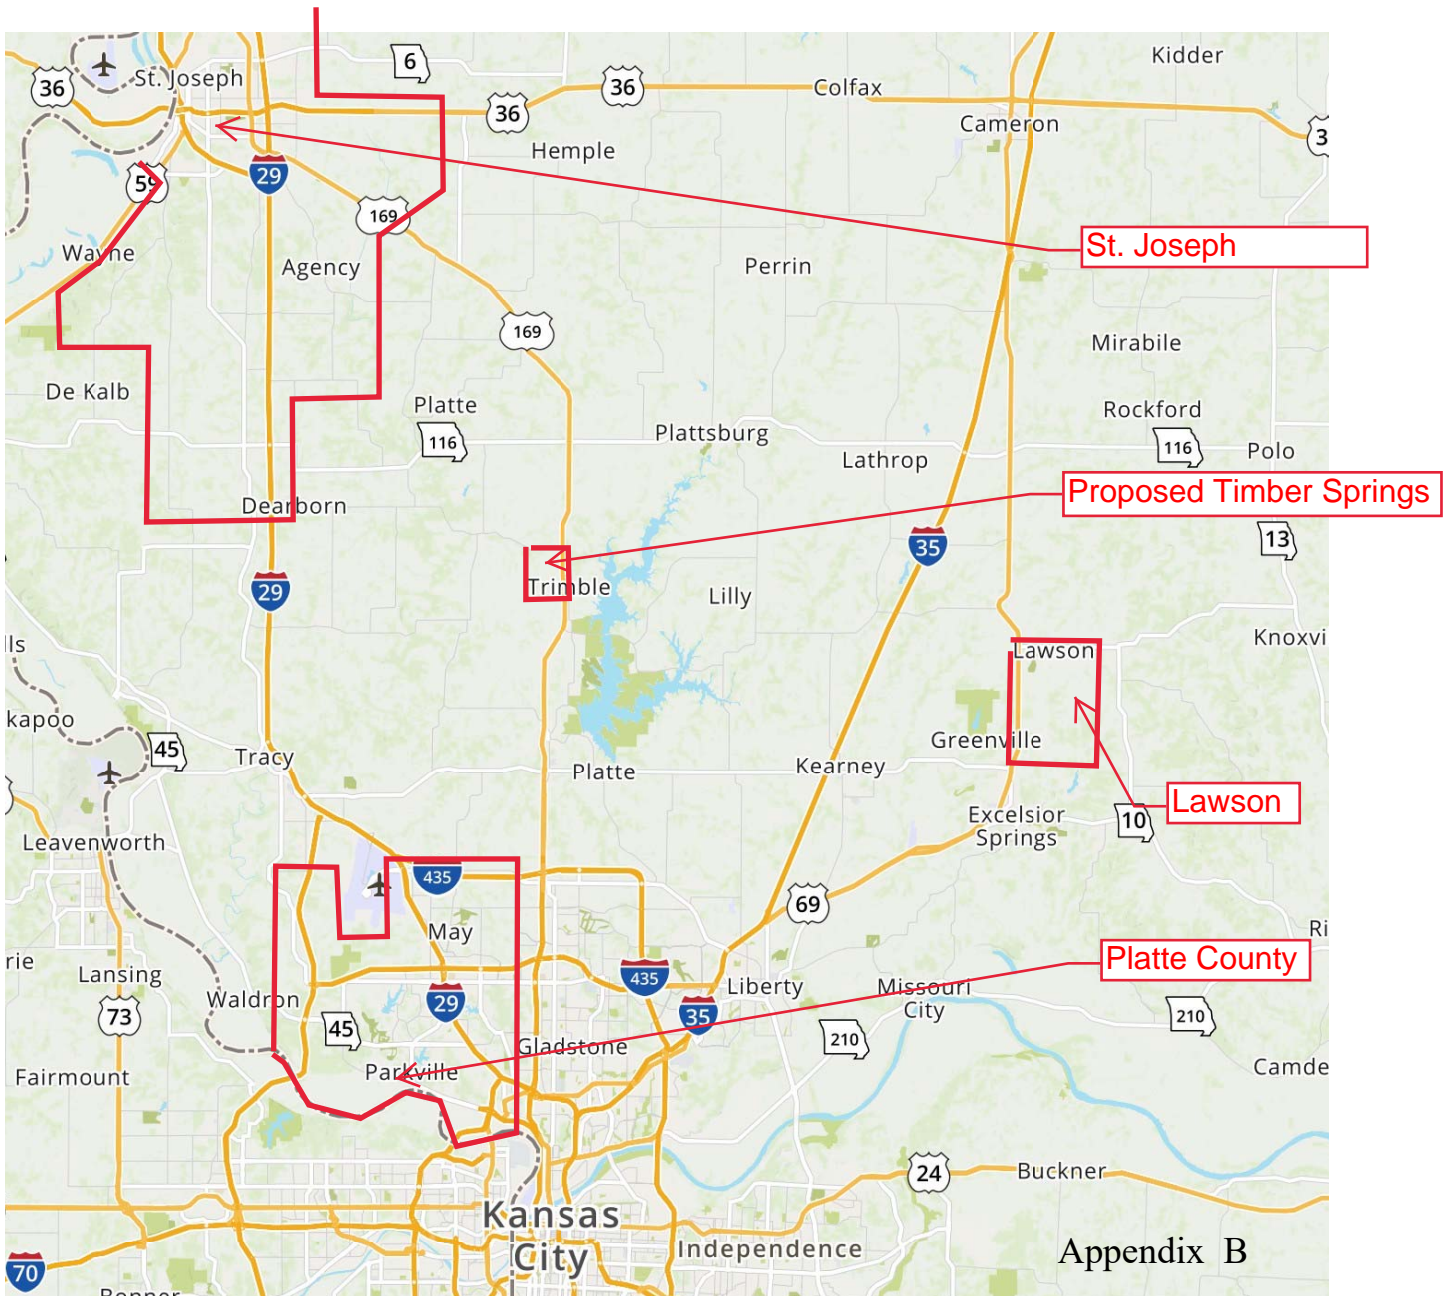 Kidder
6
St. Joseph
36
36
Colfax
36
Cameron
3
Hemple
59
29
169
St. Joseph
Wayne
Agency
Perrin
169
Mirabile
De Kalb
Platte
Rockford
116
Plattsburg
116
Polo
Lathrop
Proposed Timber Springs
Dearborn
13
35
29
Trimble
Lilly
lls
Knoxvi
Lawson
kapoo
45
Greenville
Tracy
Platte
Kearney
Lawson
Excelsior
Springs
10
Leavenworth
435
69
May
Ri
rie
Platte County
Lansing
435
Liberty
Missouri
City
Waldron
29
73
45
35
210
210
Gladstone
Parkville
Camde
Fairmount
24
Buckner
Kansas
City
Independence
Appendix B
70
Bonner